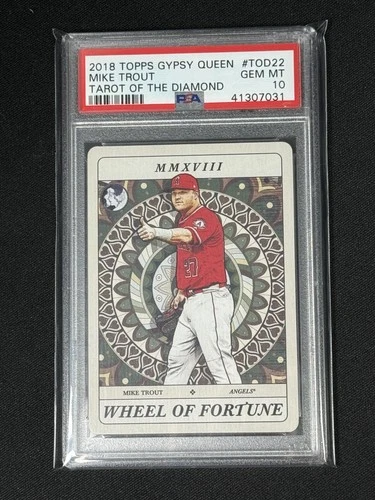 2018 TOPPS GYPSY QUEEN #TOD22
MIKE TROUT GEM MT
TAROT OF THE DIAMOND 10
PSA 41307031
MMXVIII
27
MIKE TROUT ANGELS®
WHEEL OF FORTUNE